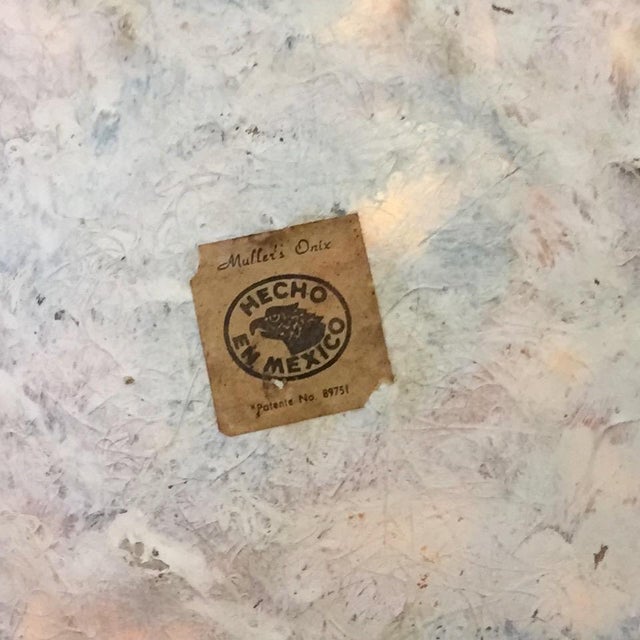 Muller's Onix
HECHO
EN MEXICO
Patente No. 89751